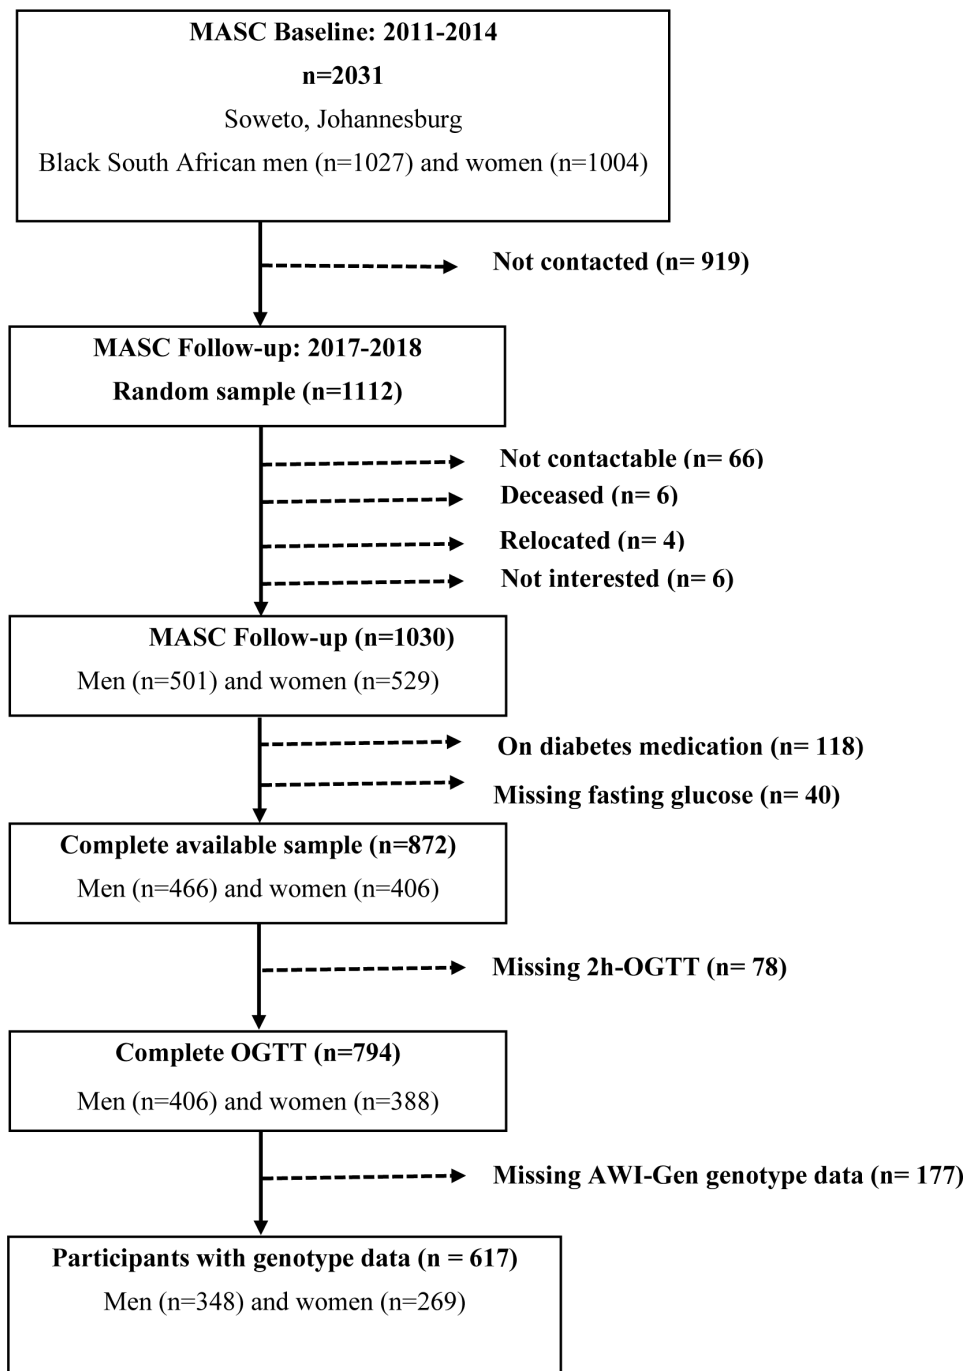 MASC Baseline: 2011-2014
n=2031
Soweto, Johannesburg
Black South African men (n=1027) and women (n=1004)
Not contacted (n= 919)
MASC Follow-up: 2017-2018
Random sample (n=1112)
Not contactable (n= 66)
Deceased (n= 6)
Relocated (n= 4)
Not interested (n= 6)
MASC Follow-up (n=1030)
Men (n=501) and women (n=529)
On diabetes medication (n= 118)
Missing fasting glucose (n= 40)
Complete available sample (n=872)
Men (n=466) and women (n=406)
Missing 2h-OGTT (n= 78)
Complete OGTT (n=794)
Men (n=406) and women (n=388)
Missing AWI-Gen genotype data (n= 177)
Participants with genotype data (n = 617)
Men (n=348) and women (n=269)